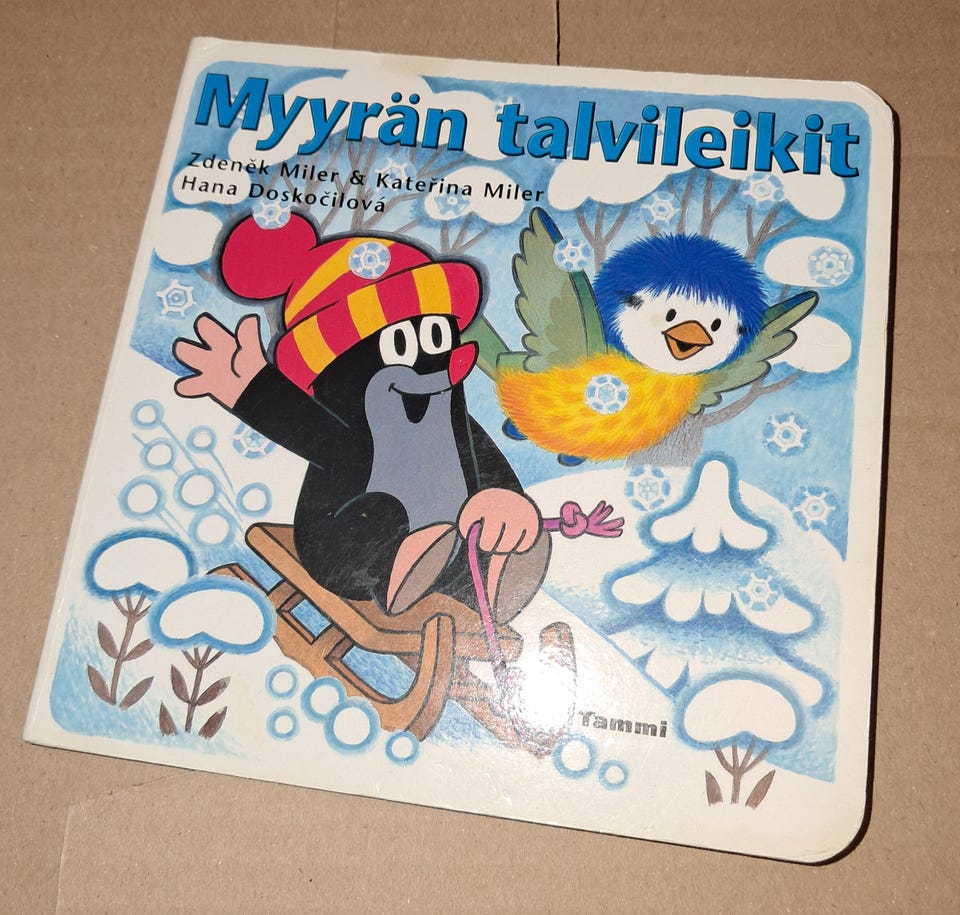 Myyrän talvileikit
Zdeněk Miler & Kateřina Miler
Hana Doskočilová
Tammi